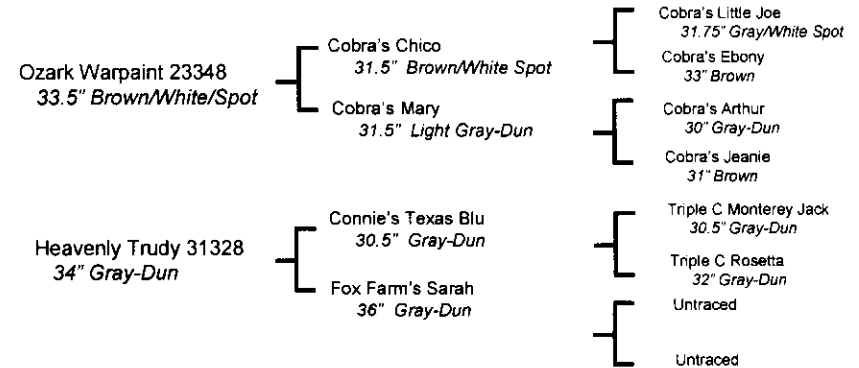 Ozark Warpaint 23348
33.5" Brown/White/Spot
Cobra's Chico
31.5" Brown/White Spot
Cobra's Mary
31.5" Light Gray-Dun
Cobra's Little Joe
31.75" Gray/White Spot
Cobra's Ebony
33" Brown
Cobra's Arthur
30" Gray-Dun
Cobra's Jeanie
31" Brown
Heavenly Trudy 31328
34" Gray-Dun
Connie's Texas Blu
30.5" Gray-Dun
Fox Farm's Sarah
36" Gray-Dun
Triple C Monterey Jack
30.5" Gray-Dun
Triple C Rosetta
32" Gray-Dun
Untraced
Untraced